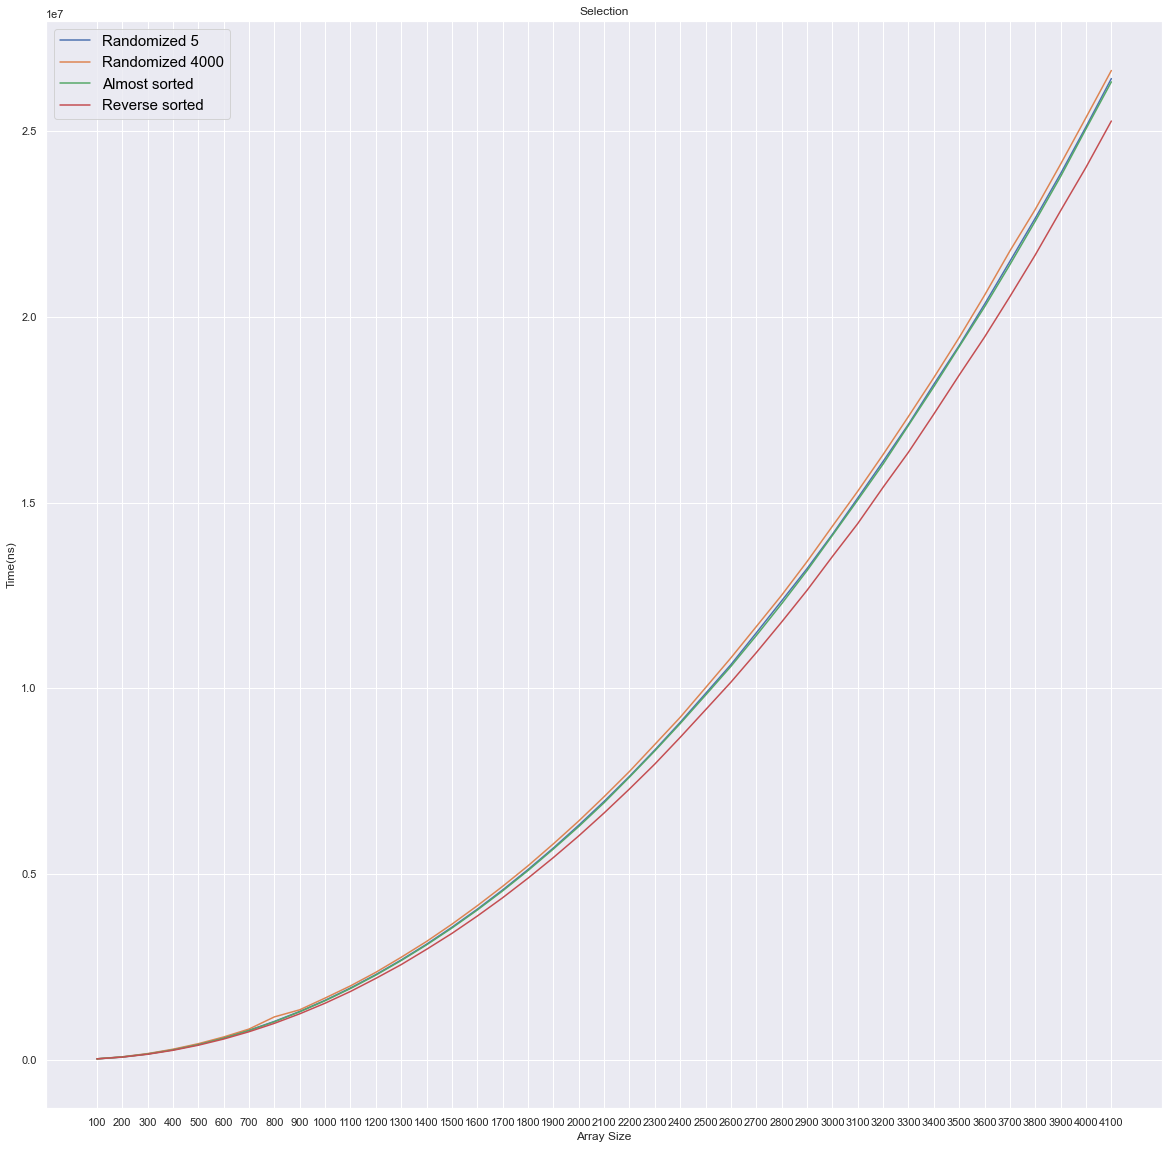 Selection
1e7
Randomized 5
Randomized 4000
Almost sorted
Reverse sorted
2.5
2.0
1.5
1.0
0.5
0.0
Time(ns)
100 200 300 400 500 600 700 800 900 1000 1100 1200 1300 1400 1500 1600 1700 1800 1900 2000 2100 2200 2300 2400 2500 2600 2700 2800 2900 3000 3100 3200 3300 3400 3500 3600 3700 3800 3900 4000 4100
Array Size